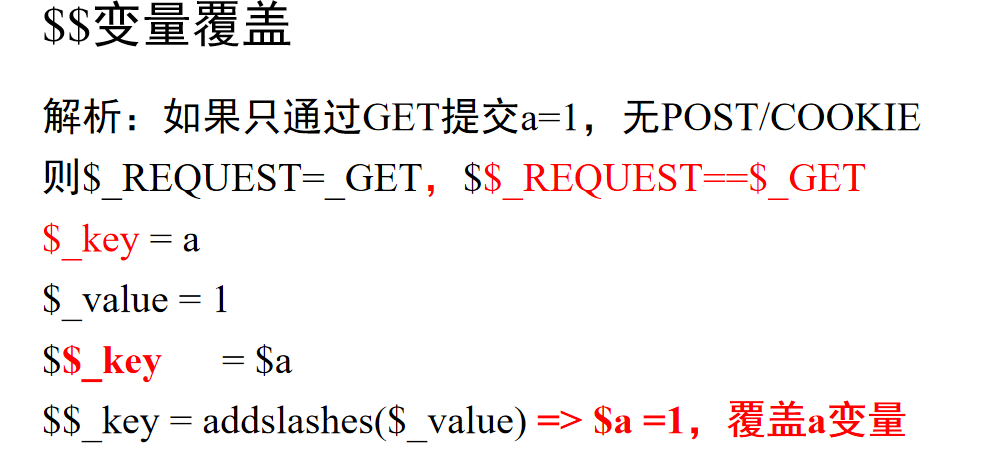 $$变量覆盖
解析：如果只通过GET提交a=1，无POST/COOKIE
则$_REQUEST=_GET，$$_REQUEST==$_GET
$_key = a
$_value = 1
$$_key = $a
$$_key = addslashes($_value) => $a =1，覆盖a变量